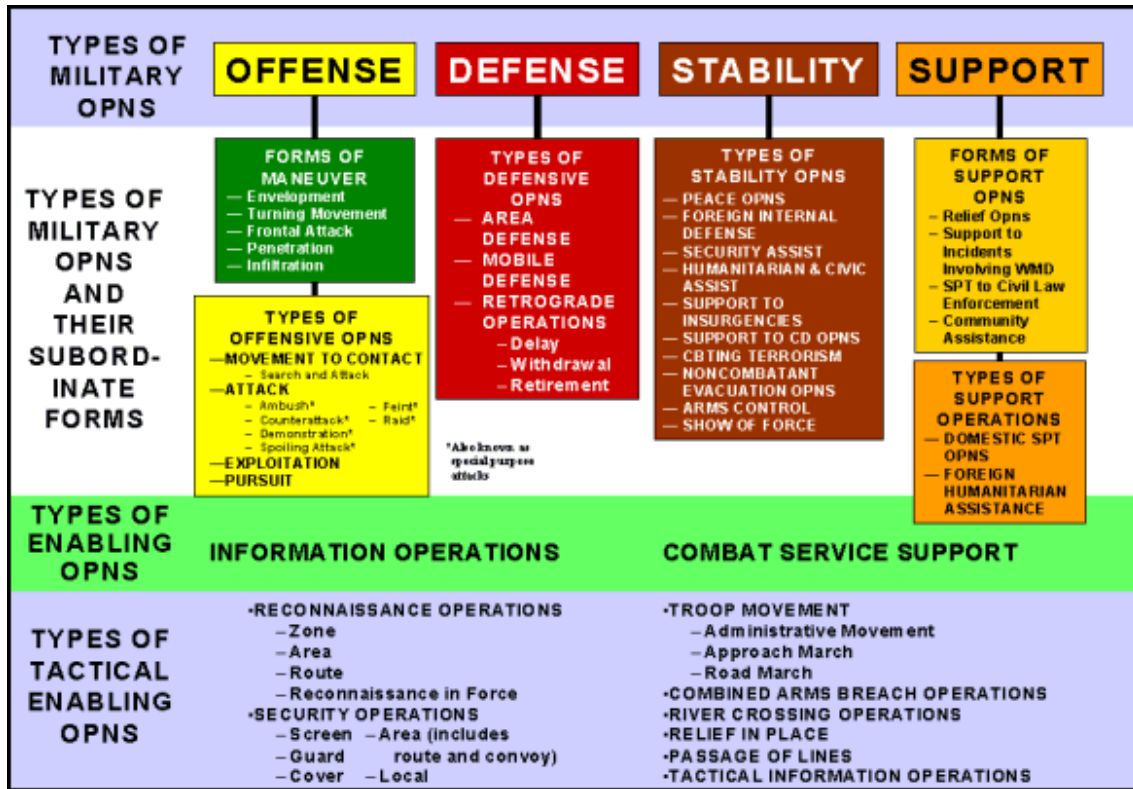 TYPES OF
MILITARY
OPNS
OFFENSE
DEFENSE
STABILITY
SUPPORT
TYPES OF
MILITARY
OPNS
AND
THEIR
SUBORD-
INATE
FORMS
FORMS OF
MANEUVER
— Envelopment
— Turning Movement
— Frontal Attack
— Penetration
— Infiltration
TYPES OF
OFFENSIVE OPNS
—MOVEMENT TO CONTACT
– Search and Attack
—ATTACK
– Ambush* – Feint*
– Counterattack* – Raid*
– Demonstration*
– Spoiling Attack*
—EXPLOITATION
—PURSUIT
TYPES OF
DEFENSIVE
OPNS
— AREA
DEFENSE
— MOBILE
DEFENSE
— RETROGRADE
OPERATIONS
– Delay
– Withdrawal
– Retirement
*Also known as
special purpose
attacks
TYPES OF
STABILITY OPNS
— PEACE OPNS
— FOREIGN INTERNAL
DEFENSE
— SECURITY ASSIST
— HUMANITARIAN & CIVIC
ASSIST
— SUPPORT TO
INSURGENCIES
— SUPPORT TO CD OPNS
— CBTING TERRORISM
— NONCOMBATANT
EVACUATION OPNS
— ARMS CONTROL
— SHOW OF FORCE
FORMS OF
SUPPORT
OPNS
– Relief Opns
– Support to
Incidents
Involving WMD
– SPT to Civil Law
Enforcement
– Community
Assistance
TYPES OF
SUPPORT
OPERATIONS
— DOMESTIC SPT
OPNS
— FOREIGN
HUMANITARIAN
ASSISTANCE
TYPES OF
ENABLING
OPNS
INFORMATION OPERATIONS
COMBAT SERVICE SUPPORT
TYPES OF
TACTICAL
ENABLING
OPNS
•RECONNAISSANCE OPERATIONS
– Zone
– Area
– Route
– Reconnaissance in Force
•SECURITY OPERATIONS
– Screen – Area (includes
– Guard route and convoy)
– Cover – Local
•TROOP MOVEMENT
– Administrative Movement
– Approach March
– Road March
•COMBINED ARMS BREACH OPERATIONS
•RIVER CROSSING OPERATIONS
•RELIEF IN PLACE
•PASSAGE OF LINES
•TACTICAL INFORMATION OPERATIONS